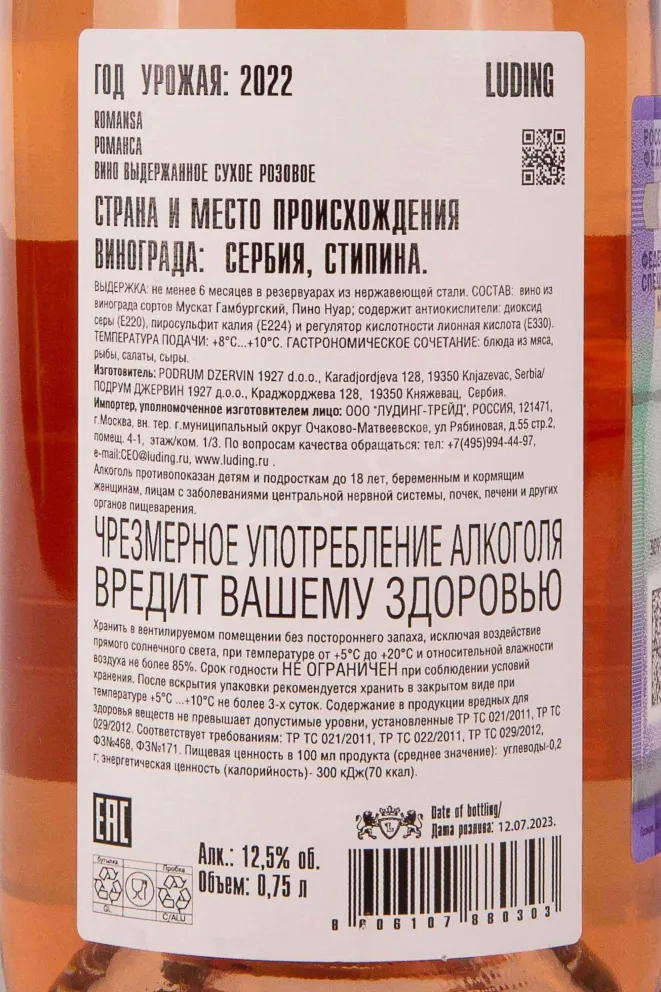 ГОД УРОЖАЯ: 2022
LUDING
ROMANSA
РОМАНСА
ВИНО ВЫДЕРЖАННОЕ СУХОЕ РОЗОВОЕ
СТРАНА И МЕСТО ПРОИСХОЖДЕНИЯ
ВИНОГРАДА: СЕРБИЯ, СТИПИНА.
ВЫДЕРЖКА: не менее 6 месяцев в резервуарах из нержавеющей стали. СОСТАВ: вино из
винограда сортов Мускат Гамбургский, Пино Нуар; содержит антиокислители: диоксид
серы (E220), пиросульфит калия (E224) и регулятор кислотности лионная кислота (E330).
ТЕМПЕРАТУРА ПОДАЧИ: +8°C...+10°C. ГАСТРОНОМИЧЕСКОЕ СОЧЕТАНИЕ: блюда из мяса,
рыбы, салаты, сыры.
Изготовитель: PODRUM DZERVIN 1927 d.o.o., Karadjordjeva 128, 19350 Knjazevac, Serbia/
ПОДРУМ ДЖЕРВИН 1927 д.о.о., Краджорджева 128, 19350 Княжевац, Сербия.
Импортер, уполномоченное изготовителем лицо: ООО "ЛУДИНГ-ТРЕЙД", РОССИЯ, 121471,
г.Москва, вн. тер. г.муниципальный округ Очаково-Матвеевское, ул Рябиновая, д.55 стр.2,
помещ. 4-1, этаж/ком. 1/3. По вопросам качества обращаться: тел.: +7(495)994-44-97,
e-mail:CEO@luding.ru, www.luding.ru .
Алкоголь противопоказан детям и подросткам до 18 лет, беременным и кормящим
женщинам, лицам с заболеваниями центральной нервной системы, почек, печени и других
органов пищеварения.
ЧРЕЗМЕРНОЕ УПОТРЕБЛЕНИЕ АЛКОГОЛЯ
ВРЕДИТ ВАШЕМУ ЗДОРОВЬЮ
Хранить в вентилируемом помещении без постороннего запаха, исключая воздействие
прямого солнечного света, при температуре от +5°C до +20°C и относительной влажности
воздуха не более 85%. Срок годности НЕ ОГРАНИЧЕН при соблюдении условий
хранения. После вскрытия упаковки рекомендуется хранить в закрытом виде при
температуре +5°C ...+10°C не более 3-х суток. Содержание в продукции вредных для
здоровья веществ не превышает допустимые уровни, установленные ТР ТС 021/2011, ТР ТС
029/2012. Соответствует требованиям: ТР ТС 021/2011, ТР ТС 022/2011, ТР ТС 029/2012,
ФЗ№468, ФЗ№171. Пищевая ценность в 100 мл продукта (среднее значение): углеводы-0,2
г; энергетическая ценность (калорийность)- 300 кДж(70 ккал).
EAC
Date of bottling/
Дата розлива: 12.07.2023.
Алк.: 12,5% об.
Объем: 0,75 л
бутылка
Пробка
GL
C/ALU
8 606107 880303